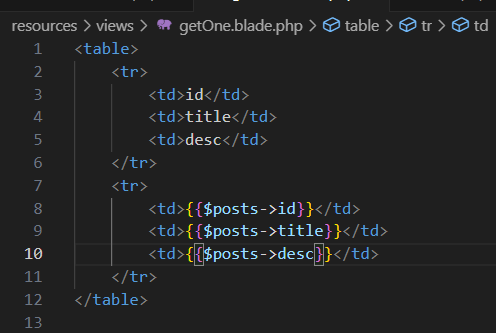 resources > views > getOne.blade.php > table > tr > td
1 <table>
2     <tr>
3         <td>id</td>
4         <td>title</td>
5         <td>desc</td>
6     </tr>
7     <tr>
8         <td>{{$posts->id}}</td>
9         <td>{{$posts->title}}</td>
10         <td>{{$posts->desc}}</td>
11     </tr>
12 </table>
13